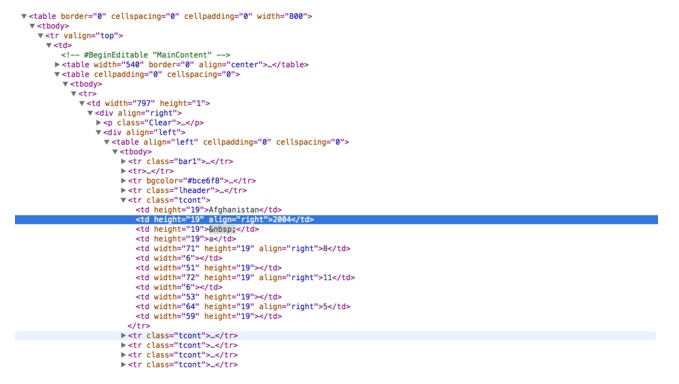 ▼<table border="0" cellspacing="0" cellpadding="0" width="800">
▼<tbody>
▼<tr valign="top">
▼<td>
<!-- #BeginEditable "MainContent" -->
▶<table width="540" border="0" align="center">…</table>
▼<table cellpadding="0" cellspacing="0">
▼<tbody>
▼<tr>
▼<td width="797" height="1">
▼<div align="right">
▶<p class="Clear">…</p>
▼<div align="left">
▼<table align="left" cellpadding="0" cellspacing="0">
▼<tbody>
▶<tr class="bar1">…</tr>
▶<tr>…</tr>
▶<tr bgcolor="#bce6f8">…</tr>
▶<tr class="lheader">…</tr>
▼<tr class="tcont">
<td height="19">Afghanistan</td>
<td height="19" align="right">2004</td>
<td height="19">&nbsp;</td>
<td height="19">a</td>
<td width="71" height="19" align="right">8</td>
<td width="6"></td>
<td width="51" height="19"></td>
<td width="72" height="19" align="right">11</td>
<td width="6"></td>
<td width="53" height="19"></td>
<td width="64" height="19" align="right">5</td>
<td width="59" height="19"></td>
</tr>
▶<tr class="tcont">…</tr>
▶<tr class="tcont">…</tr>
▶<tr class="tcont">…</tr>
▶<tr class="tcont">…</tr>